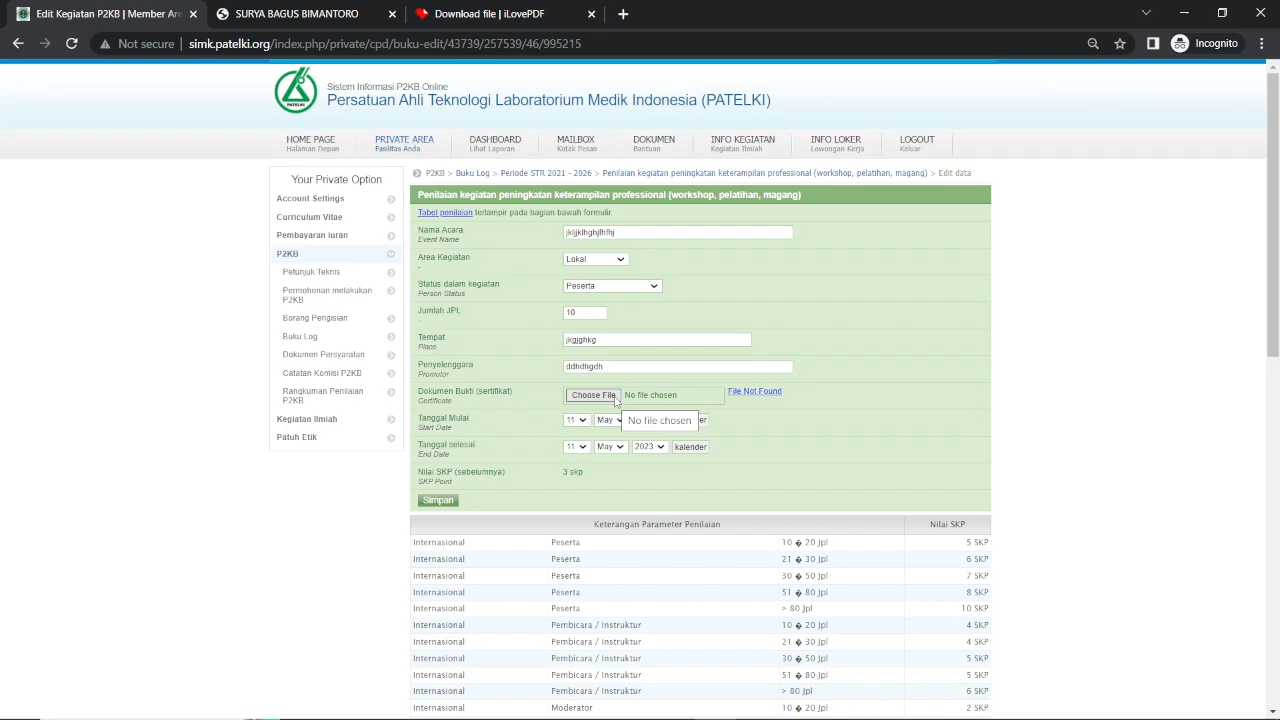 Edit Kegiatan P2KB | Member Are
SURYA BAGUS BIMANTORO
Download file | iLovePDF
Not secure
simk.patelki.org/index.php/private/cpd/buku-edit/43739/257539/46/995215
Incognito
PATELKI
Sistem Informasi P2KB Online
Persatuan Ahli Teknologi Laboratorium Medik Indonesia (PATELKI)
HOME PAGE PRIVATE AREA DASHBOARD MAILBOX DOKUMEN INFO KEGIATAN INFO LOKER LOGOUT
Halaman Depan Fasilitas Anda Lihat Laporan Kotak Pesan Bantuan Kegiatan Ilmiah Lowongan Kerja Keluar
Your Private Option
Account Settings
Curriculum Vitae
Pembayaran Iuran
P2KB
Petunjuk Teknis
Permohonan melakukan
P2KB
Borang Pengisian
Buku Log
Dokumen Persyaratan
Catatan Komisi P2KB
Rangkuman Penilaian
P2KB
Kegiatan Ilmiah
Patuh Etik
P2KB > Buku Log > Periode STR 2021 - 2026 > Penilaian kegiatan peningkatan keterampilan professional (workshop, pelatihan, magang) > Edit data
Penilaian kegiatan peningkatan keterampilan professional (workshop, pelatihan, magang)
Tabel penilaian terlampir pada bagian bawah formulir.
Nama Acara
Event Name
jkljjklhghjfhfhj
Area Kegiatan
-
Lokal
Status dalam kegiatan
Person Status
Peserta
Jumlah JPL
-
10
Tempat
Place
jkgjghkg
Penyelenggara
Promotor
ddhdhgdh
Dokumen Bukti (sertifikat)
Certificate
Choose File No file chosen File Not Found
Tanggal Mulai
Start Date
11 May er
No file chosen
Tanggal selesai
End Date
11 May 2023 kalender
Nilai SKP (sebelumnya)
SKP Point
3 skp
Simpan
Keterangan Parameter Penilaian Nilai SKP
Internasional Peserta 10 � 20 Jpl 5 SKP
Internasional Peserta 21 � 30 Jpl 6 SKP
Internasional Peserta 30 � 50 Jpl 7 SKP
Internasional Peserta 51 � 80 Jpl 8 SKP
Internasional Peserta > 80 Jpl 10 SKP
Internasional Pembicara / Instruktur 10 � 20 Jpl 4 SKP
Internasional Pembicara / Instruktur 21 � 30 Jpl 4 SKP
Internasional Pembicara / Instruktur 30 � 50 Jpl 5 SKP
Internasional Pembicara / Instruktur 51 � 80 Jpl 5 SKP
Internasional Pembicara / Instruktur > 80 Jpl 6 SKP
Internasional Moderator 10 � 20 Jpl 2 SKP